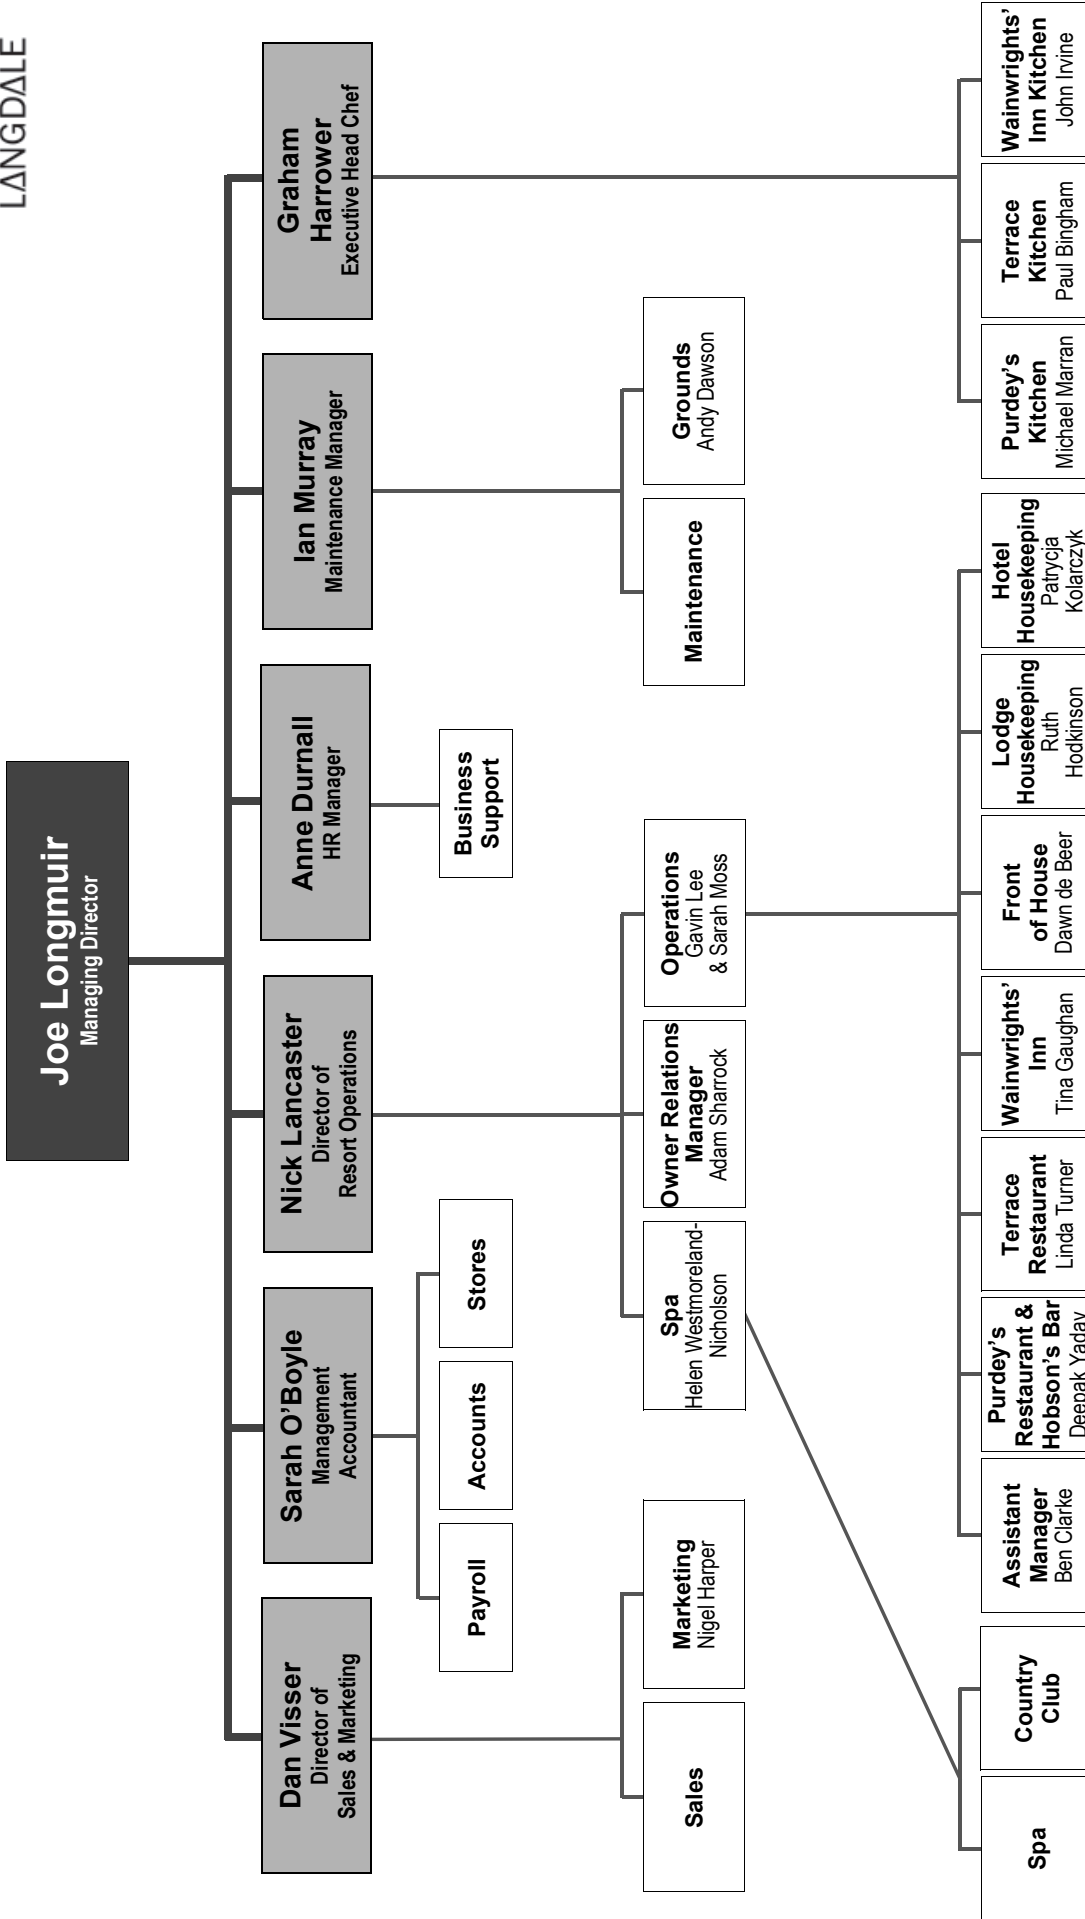 LANGDALE
Joe Longmuir
Managing Director
Dan Visser
Director of
Sales & Marketing
Sarah O'Boyle
Management
Accountant
Nick Lancaster
Director of
Resort Operations
Anne Durnall
HR Manager
Ian Murray
Maintenance Manager
Graham
Harrower
Executive Head Chef
Payroll
Accounts
Stores
Business
Support
Sales
Marketing
Nigel Harper
Spa
Helen Westmoreland-
Nicholson
Owner Relations
Manager
Adam Sharrock
Operations
Gavin Lee
& Sarah Moss
Maintenance
Grounds
Andy Dawson
Spa
Country
Club
Assistant
Manager
Ben Clarke
Purdey's
Restaurant &
Hobson's Bar
Deepak Yadav
Terrace
Restaurant
Linda Turner
Wainwrights'
Inn
Tina Gaughan
Front
of House
Dawn de Beer
Lodge
Housekeeping
Ruth
Hodkinson
Hotel
Housekeeping
Patrycja
Kolarczyk
Purdey's
Kitchen
Michael Marran
Terrace
Kitchen
Paul Bingham
Wainwrights'
Inn Kitchen
John Irvine